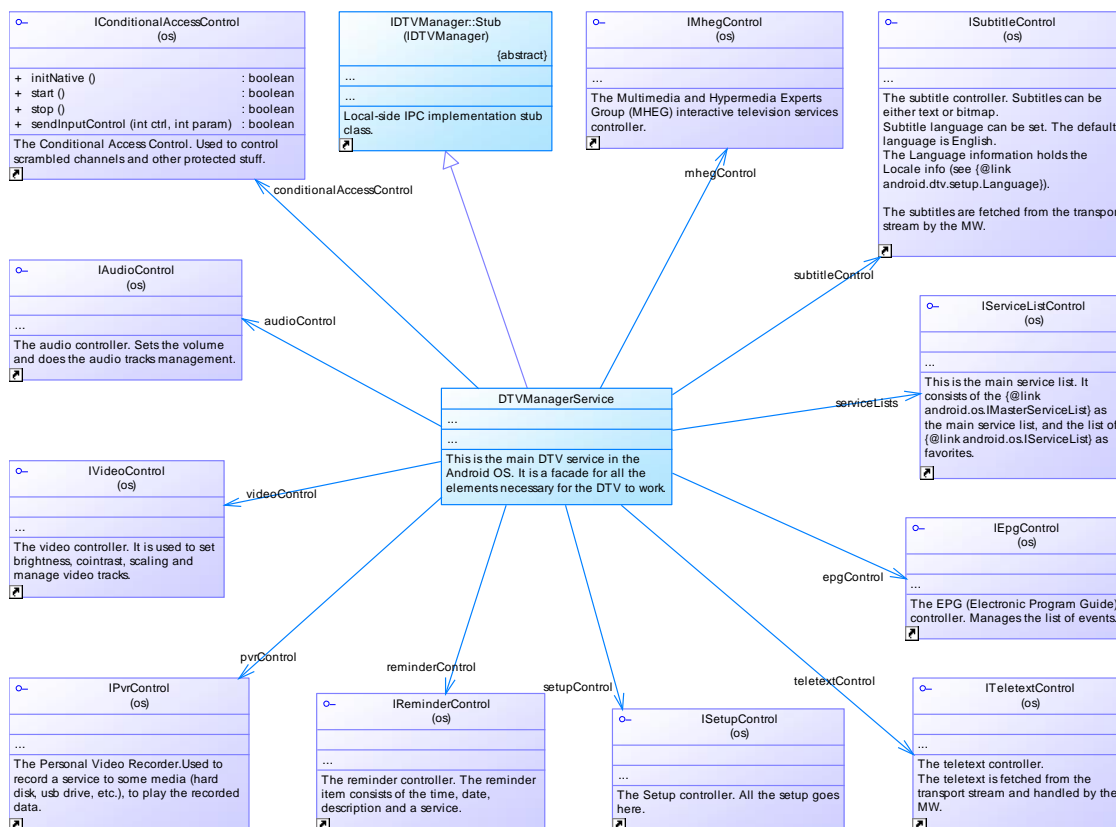 IConditionalAccessControl
(os)
+ initNative () : boolean
+ start () : boolean
+ stop () : boolean
+ sendInputControl (int ctrl, int param) : boolean
The Conditional Access Control. Used to control
scrambled channels and other protected stuff.
IDTVManager::Stub
(IDTVManager)
{abstract}
...
...
Local-side IPC implementation stub
class.
IMhegControl
(os)
...
The Multimedia and Hypermedia Experts
Group (MHEG) interactive television services
controller.
ISubtitleControl
(os)
...
The subtitle controller. Subtitles can be
either text or bitmap.
Subtitle language can be set. The default
language is English.
The Language information holds the
Locale info (see {@link
android.dtv.setup.Language}).
The subtitles are fetched from the transport
stream by the MW.
conditionalAccessControl
mhegControl
subtitleControl
IAudioControl
(os)
...
The audio controller. Sets the volume
and does the audio tracks management.
audioControl
IServiceListControl
(os)
...
This is the main service list. It
consists of the {@link
android.os.IMasterServiceList} as
the main service list, and the list of
{@link android.os.IServiceList} as
favorites.
serviceLists
DTVManagerService
...
...
This is the main DTV service in the
Android OS. It is a facade for all the
elements necessary for the DTV to work.
IVideoControl
(os)
...
The video controller. It is used to set
brightness, cointrast, scaling and
manage video tracks.
videoControl
IEpgControl
(os)
...
The EPG (Electronic Program Guide)
controller. Manages the list of events.
epgControl
pvrControl
reminderControl
setupControl
teletextControl
IPvrControl
(os)
...
The Personal Video Recorder.Used to
record a service to some media (hard
disk, usb drive, etc.), to play the recorded
data.
IReminderControl
(os)
...
The reminder controller. The reminder
item consists of the time, date,
description and a service.
ISetupControl
(os)
...
The Setup controller. All the setup goes
here.
ITeletextControl
(os)
...
The teletext controller.
The teletext is fetched from the
transport stream and handled by the
MW.